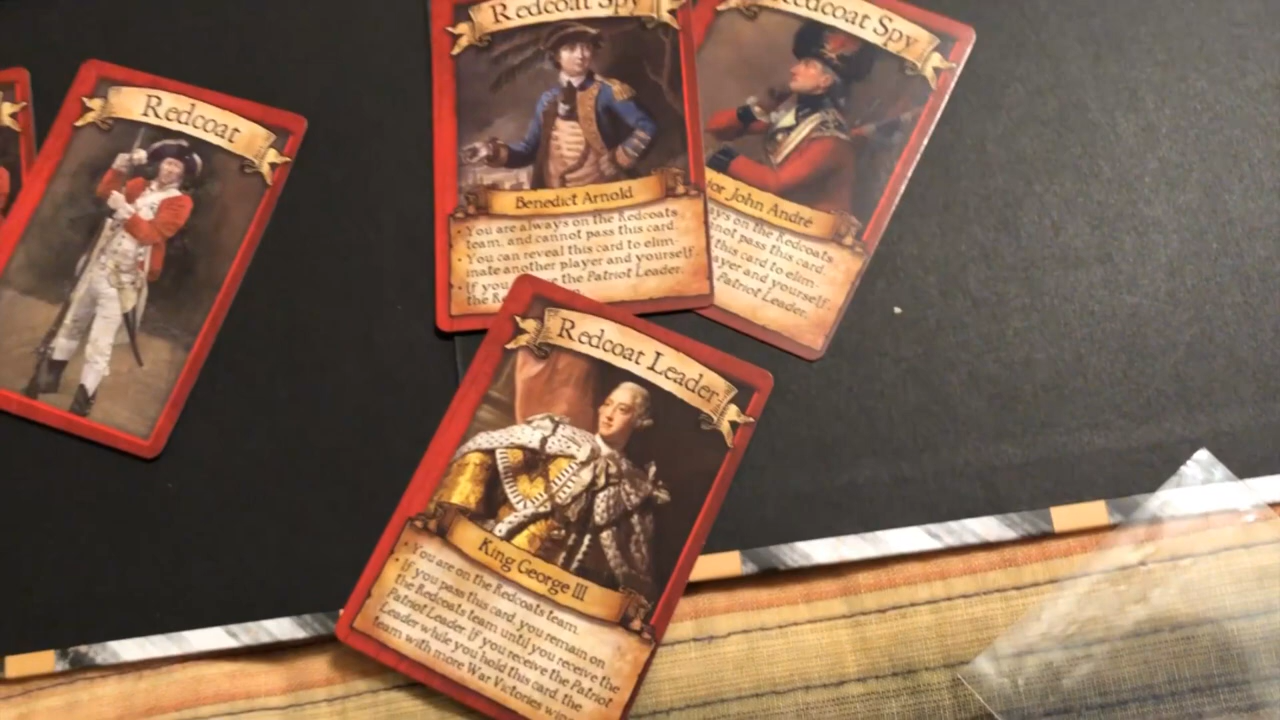 Redcoat
Redcoat Spy
Benedict Arnold
• You are always on the Redcoats
team, and cannot pass this card.
• You can reveal this card to elim-
inate another player and yourself.
• If you the Patriot Leader,
the
Redcoat Spy
John André
on the Redcoats
pass this card.
this card to elim-
and yourself.
Patriot Leader,
Redcoat Leader
King George III
• You are on the Redcoats team.
• If you pass this card, you remain on
the Redcoats team until you receive the
Patriot Leader. If you receive the Patriot
Leader while you hold this card, the
team with more War Victories wins